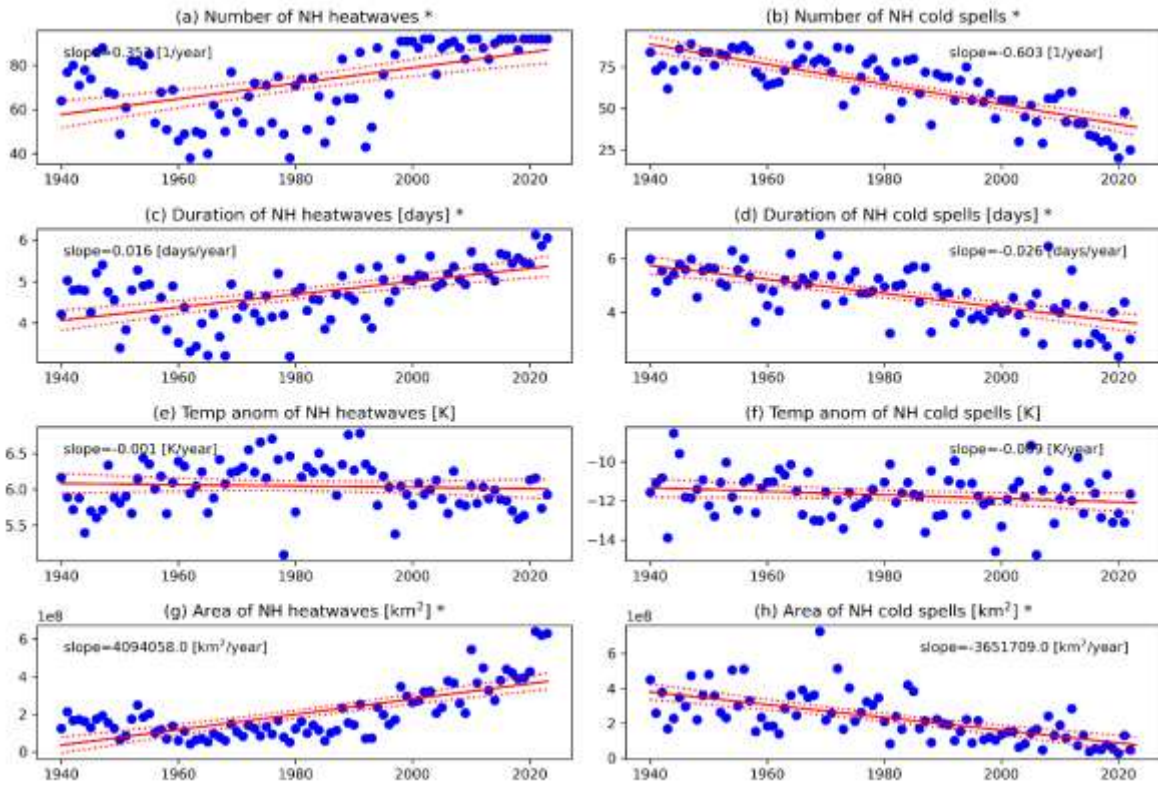 (a) Number of NH heatwaves *
slope=0.353 [1/year]
80
60
40
1940 1960 1980 2000 2020
(b) Number of NH cold spells *
slope=-0.603 [1/year]
75
50
25
1940 1960 1980 2000 2020
(c) Duration of NH heatwaves [days] *
slope=0.016 [days/year]
6
5
4
1940 1960 1980 2000 2020
(d) Duration of NH cold spells [days] *
slope=-0.026 [days/year]
6
4
1940 1960 1980 2000 2020
(e) Temp anom of NH heatwaves [K]
slope=-0.001 [K/year]
6.5
6.0
5.5
1940 1960 1980 2000 2020
(f) Temp anom of NH cold spells [K]
slope=-0.009 [K/year]
−10
−12
−14
1940 1960 1980 2000 2020
(g) Area of NH heatwaves [km²] *
1e8
slope=4094058.0 [km²/year]
6
4
2
0
1940 1960 1980 2000 2020
(h) Area of NH cold spells [km²] *
1e8
slope=-3651709.0 [km²/year]
6
4
2
0
1940 1960 1980 2000 2020